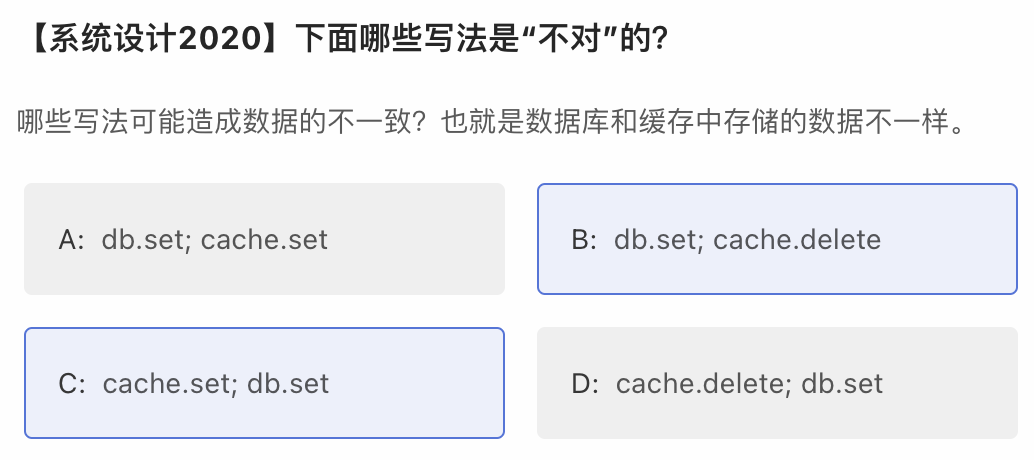 【系统设计2020】下面哪些写法是“不对”的?
哪些写法可能造成数据的不一致？也就是数据库和缓存中存储的数据不一样。
A: db.set; cache.set
B: db.set; cache.delete
C: cache.set; db.set
D: cache.delete; db.set